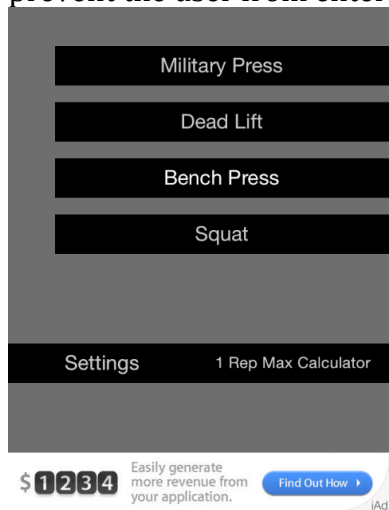 prevent the user from enter
Military Press
Dead Lift
Bench Press
Squat
Settings 1 Rep Max Calculator
$1234
Easily generate
more revenue from
your application.
Find Out How
iAd